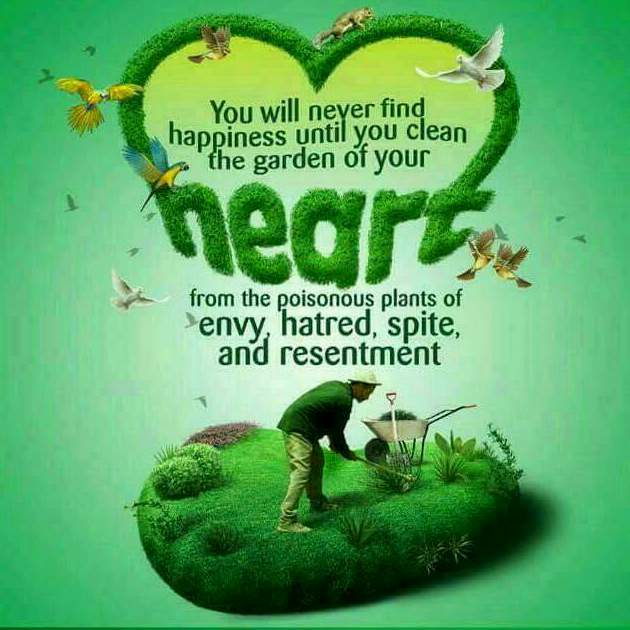 You will never find
happiness until you clean
the garden of your
heart
from the poisonous plants of
envy, hatred, spite,
and resentment